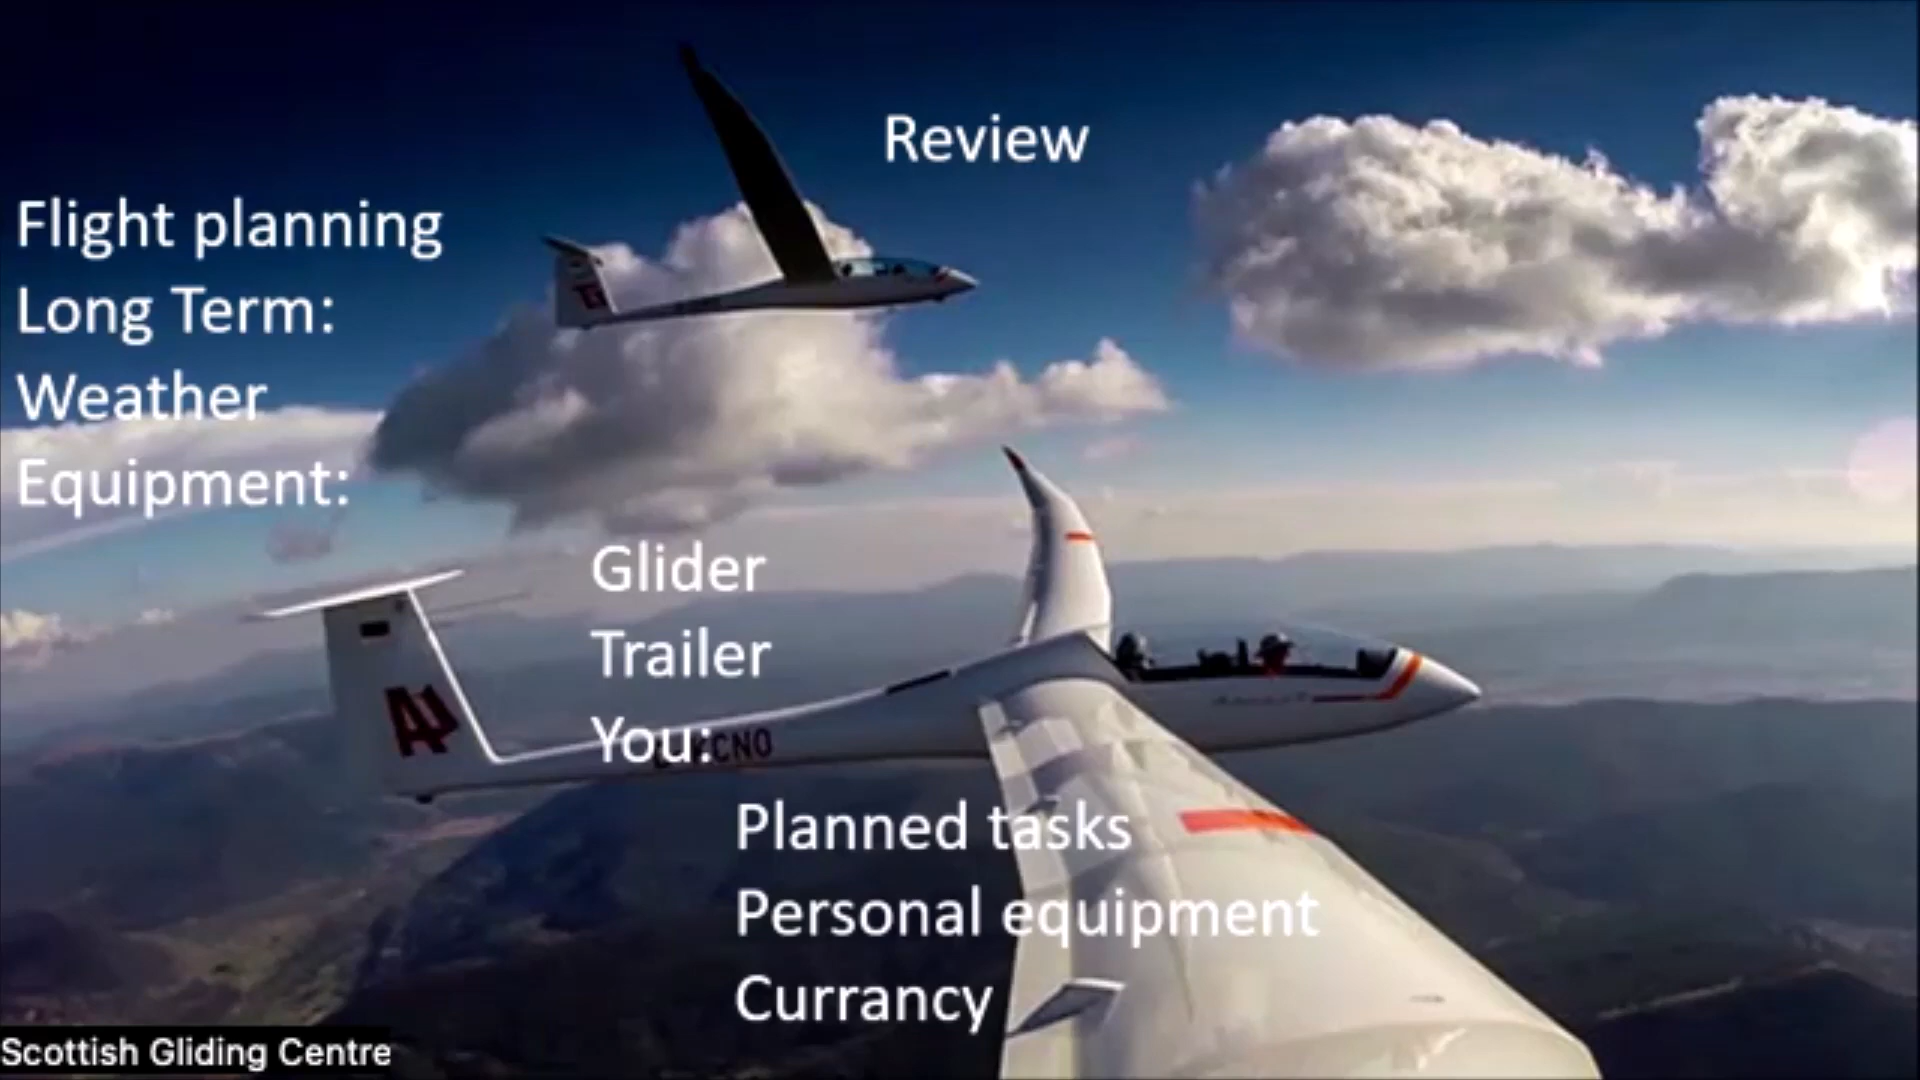 Review
Flight planning
Long Term:
Weather
Equipment:
Glider
Trailer
You:
Planned tasks
Personal equipment
Currancy
Scottish Gliding Centre